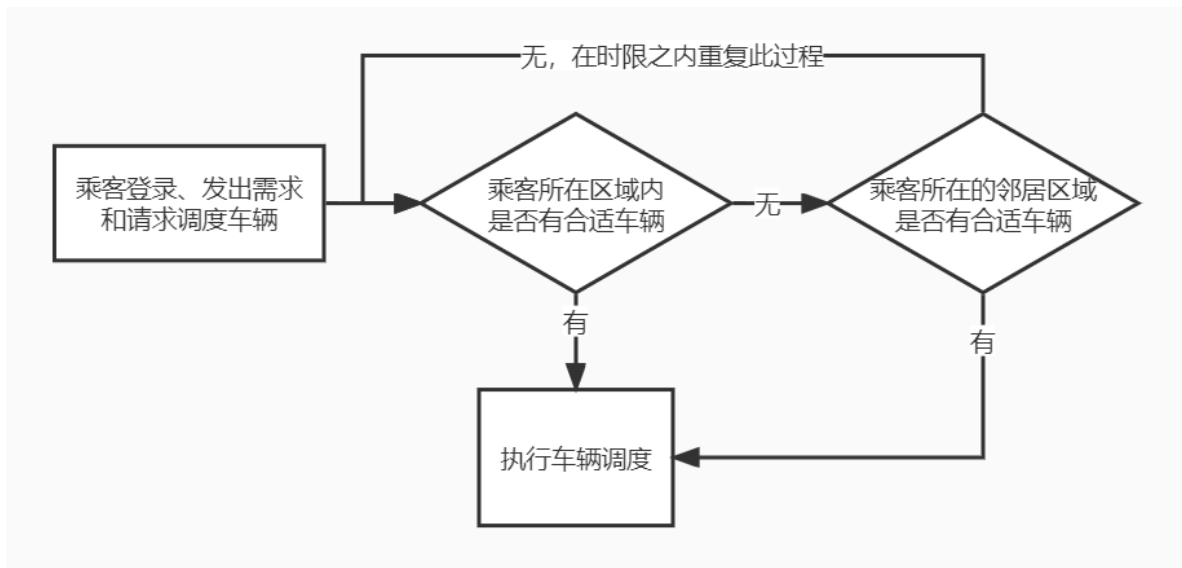 无，在时限之内重复此过程
乘客登录、发出需求
和请求调度车辆
乘客所在区域内
是否有合适车辆
无
乘客所在的邻居区域
是否有合适车辆
有
有
执行车辆调度